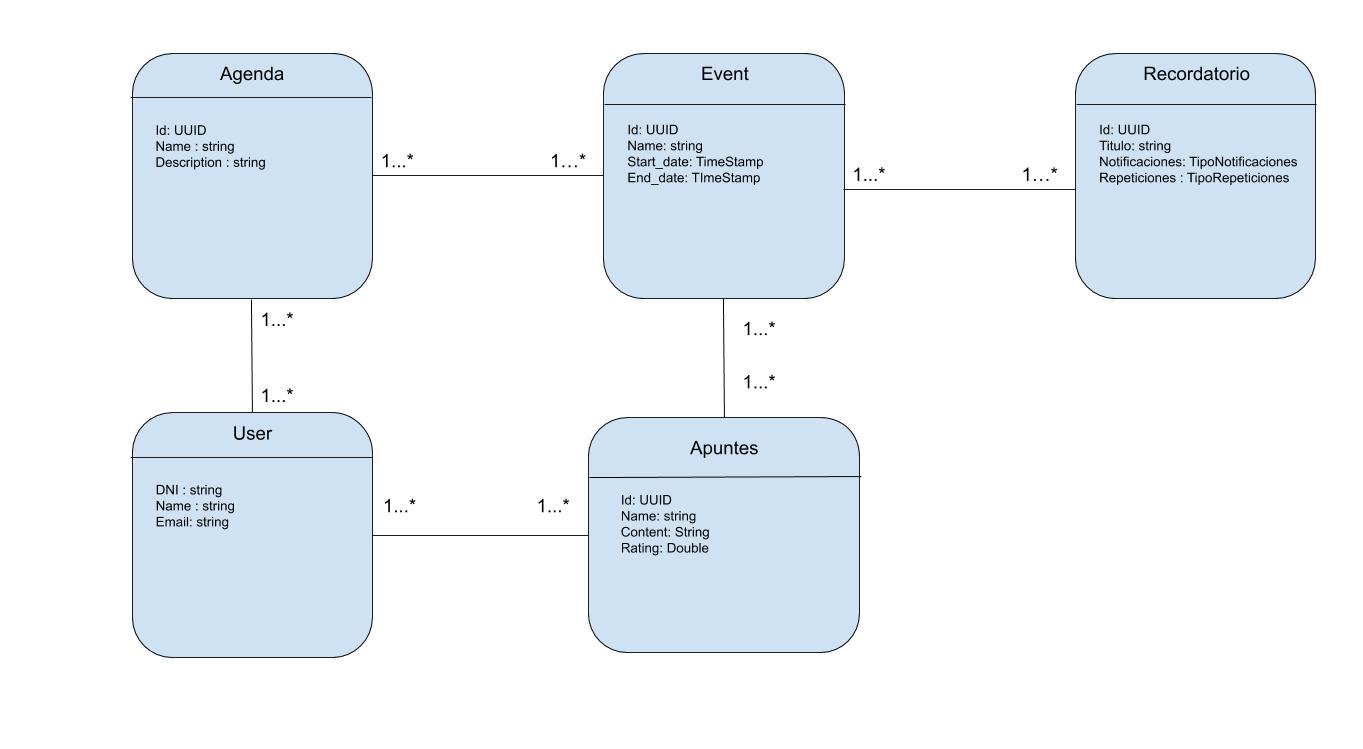 Agenda
Id: UUID
Name : string
Description : string
1...*
1...*
Event
Id: UUID
Name: string
Start_date: TimeStamp
End_date: TImeStamp
1...*
1...*
Recordatorio
Id: UUID
Titulo: string
Notificaciones: TipoNotificaciones
Repeticiones : TipoRepeticiones
1...*
1...*
1...*
1...*
User
DNI : string
Name : string
Email: string
1...*
1...*
Apuntes
Id: UUID
Name: string
Content: String
Rating: Double